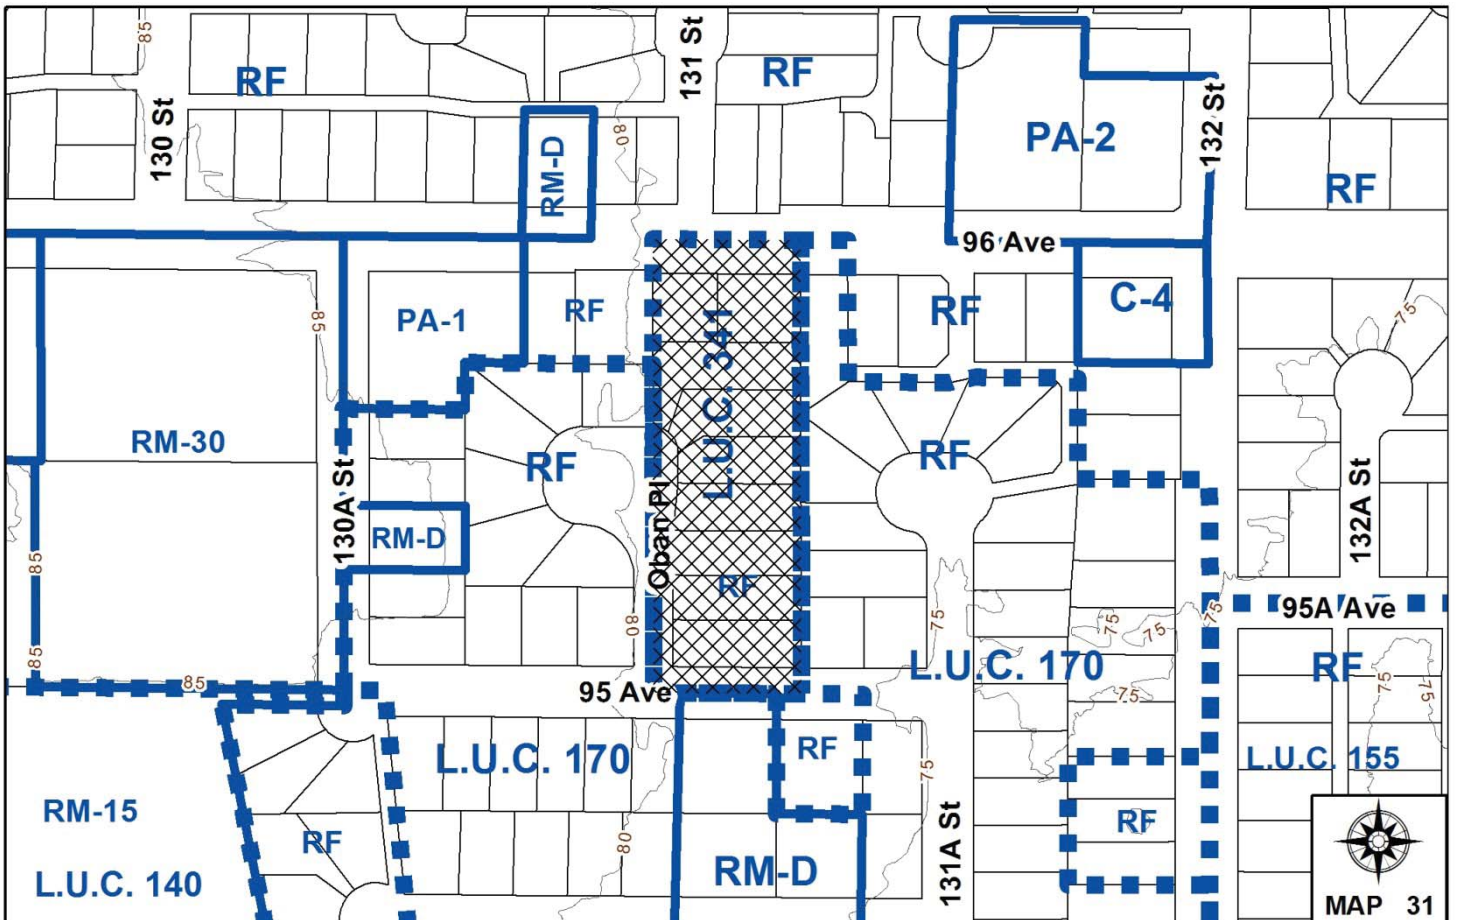 85
131 St
RF
RF
130 St
RM-D
80
PA-2
132 St
RF
96 Ave
85
PA-1
RF
L.U.C. 341
RF
C-4
75
RM-30
RF
RF
130A St
RM-D
Oban Pl
132A St
85
RF
80
75
75
75
75
95A Ave
85
85
95 Ave
L.U.C. 170
75
RF
75
75
L.U.C. 170
RF
75
L.U.C. 155
RM-15
RF
80
RM-D
131A St
RF
L.U.C. 140
MAP 31